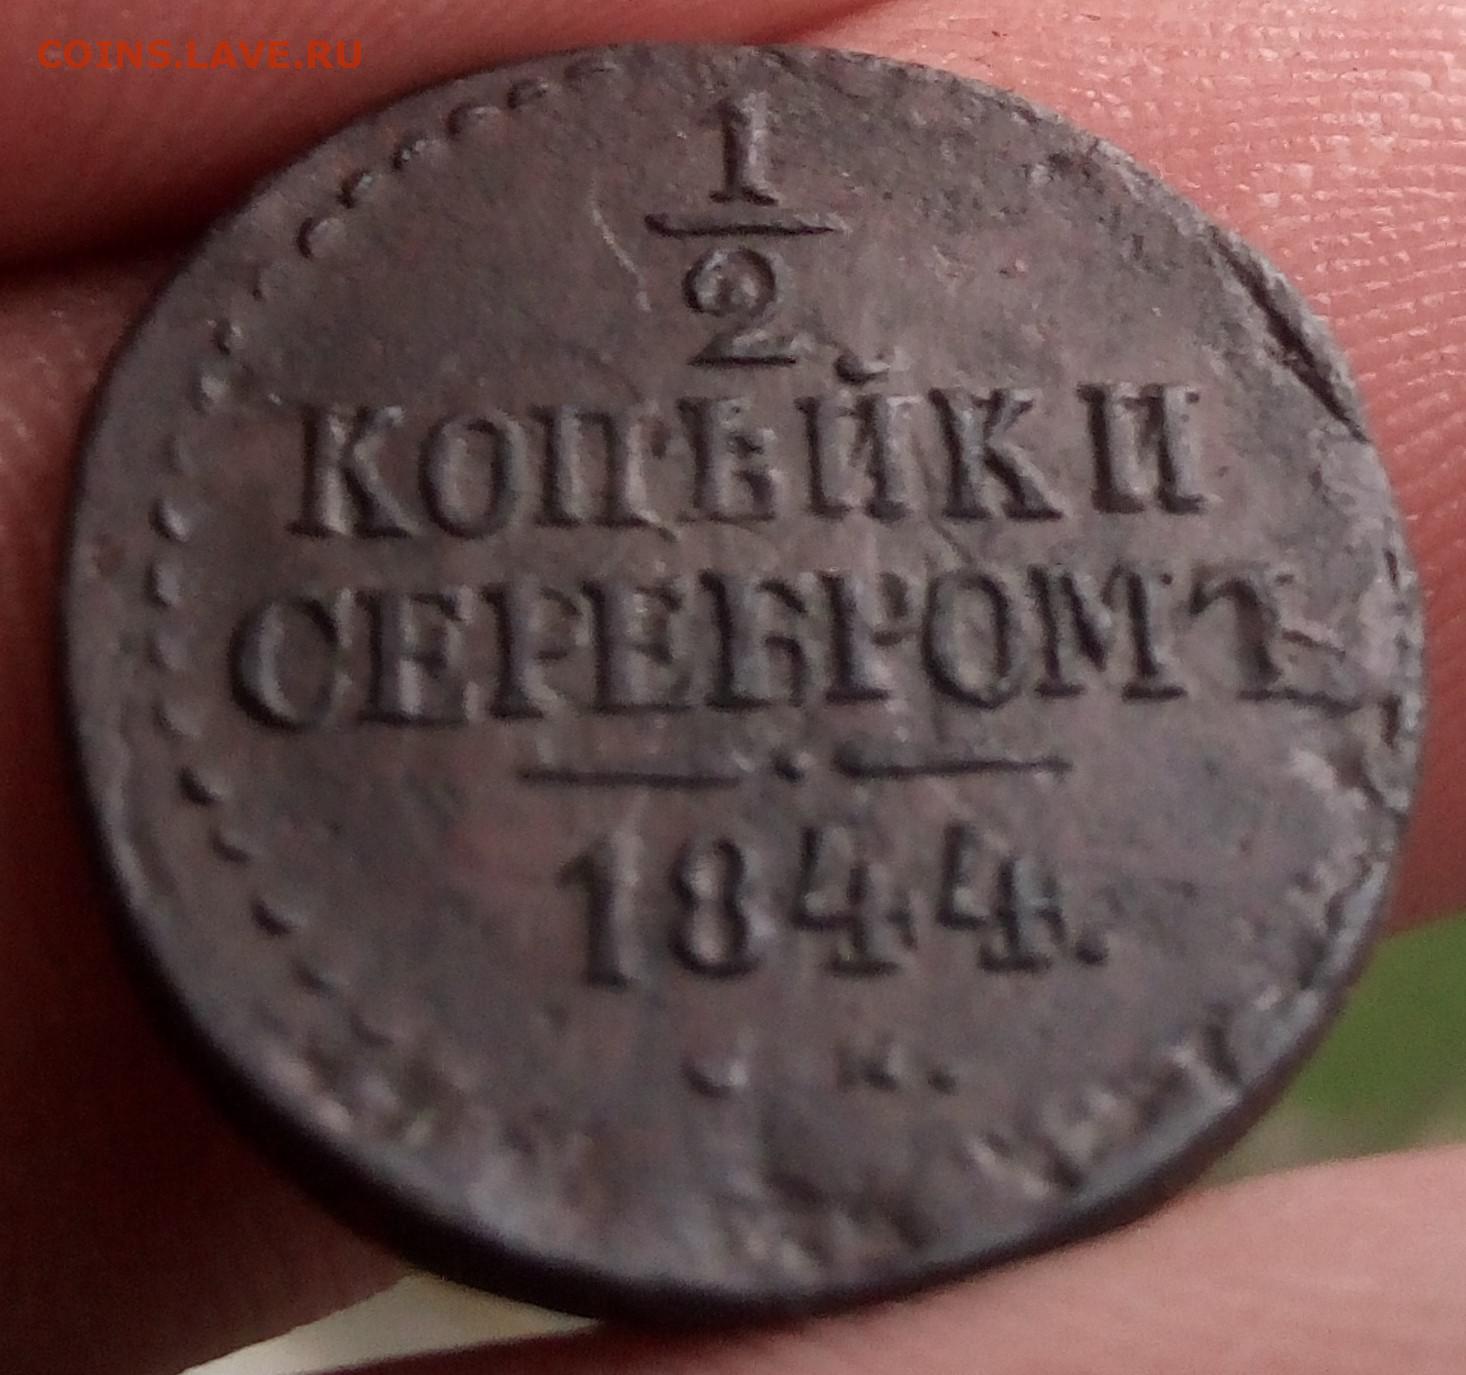 COINS.LAVE.RU
1
2
КОПѢЙКИ
СЕРЕБРОМЪ
1844.